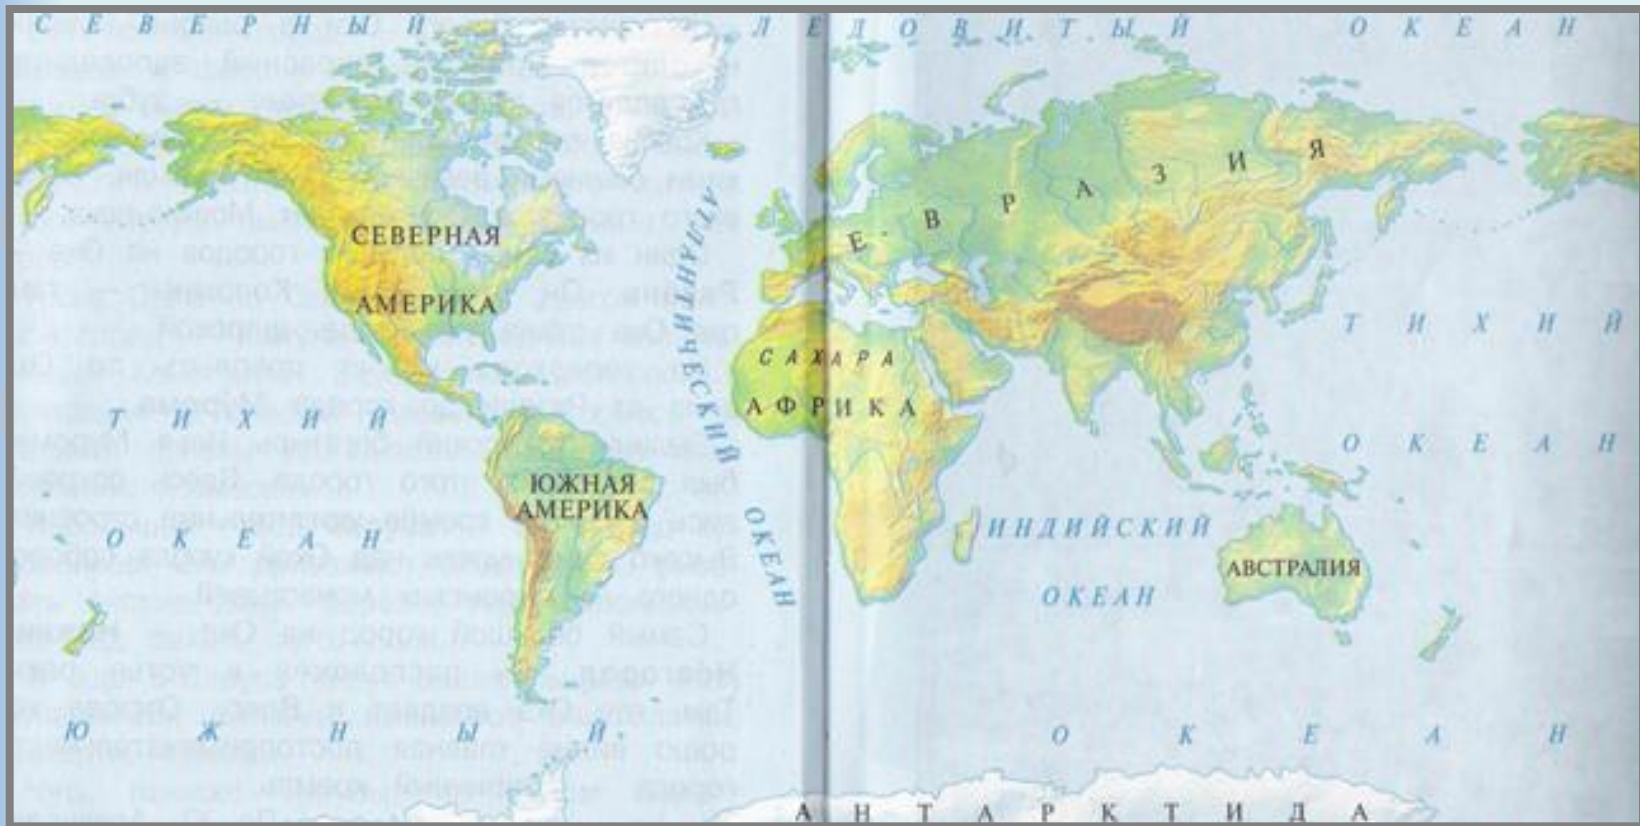 СЕВЕРНЫЙ ЛЕДОВИТЫЙ ОКЕАН
ЕВРАЗИЯ
СЕВЕРНАЯ
АМЕРИКА
АТЛАНТИЧЕСКИЙ
ОКЕАН
САХАРА
АФРИКА
ТИХИЙ
ОКЕАН
ТИХИЙ
ОКЕАН
ЮЖНАЯ
АМЕРИКА
ИНДИЙСКИЙ
ОКЕАН
АВСТРАЛИЯ
ЮЖНЫЙ ОКЕАН
АНТАРКТИДА